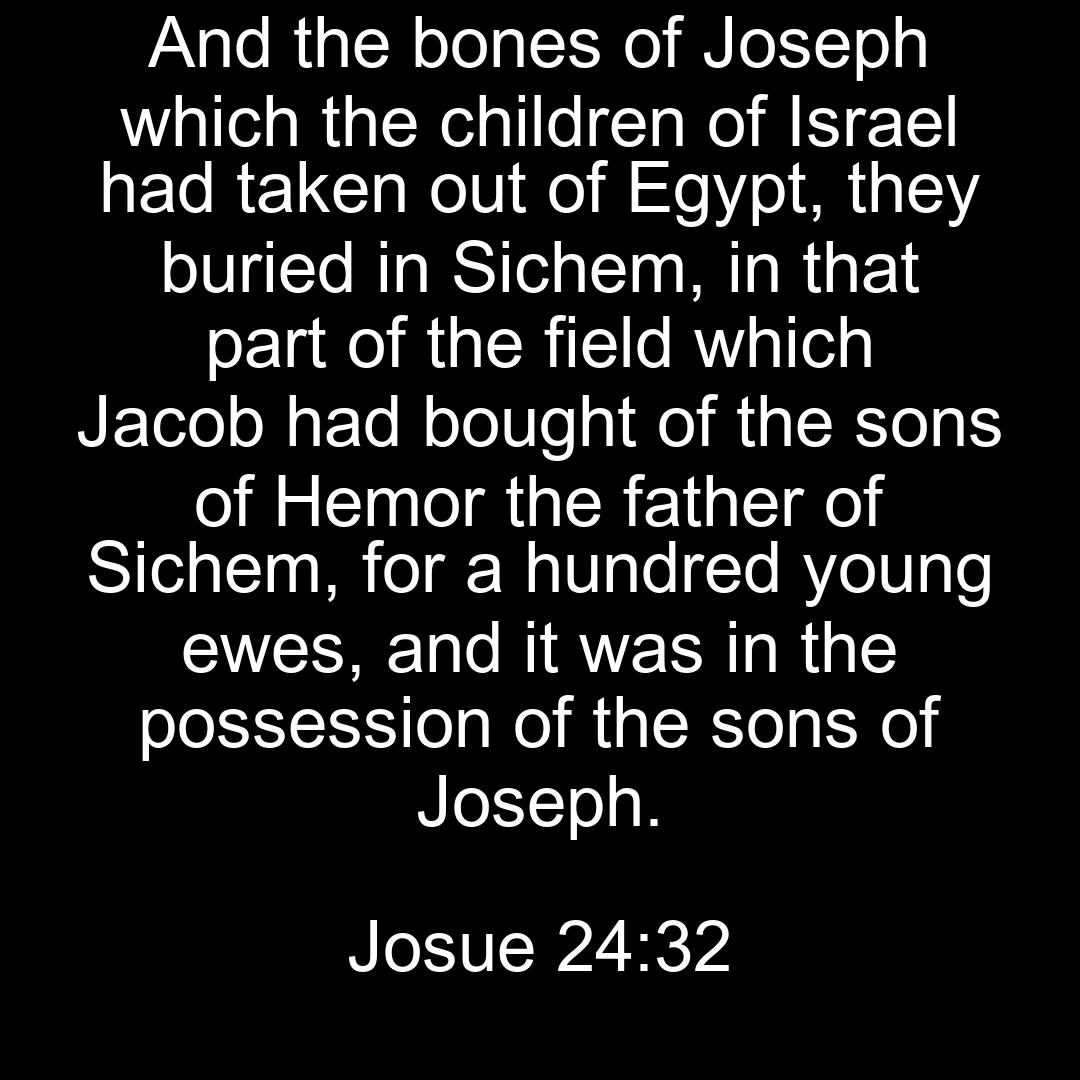 And the bones of Joseph
which the children of Israel
had taken out of Egypt, they
buried in Sichem, in that
part of the field which
Jacob had bought of the sons
of Hemor the father of
Sichem, for a hundred young
ewes, and it was in the
possession of the sons of
Joseph.
Josue 24:32